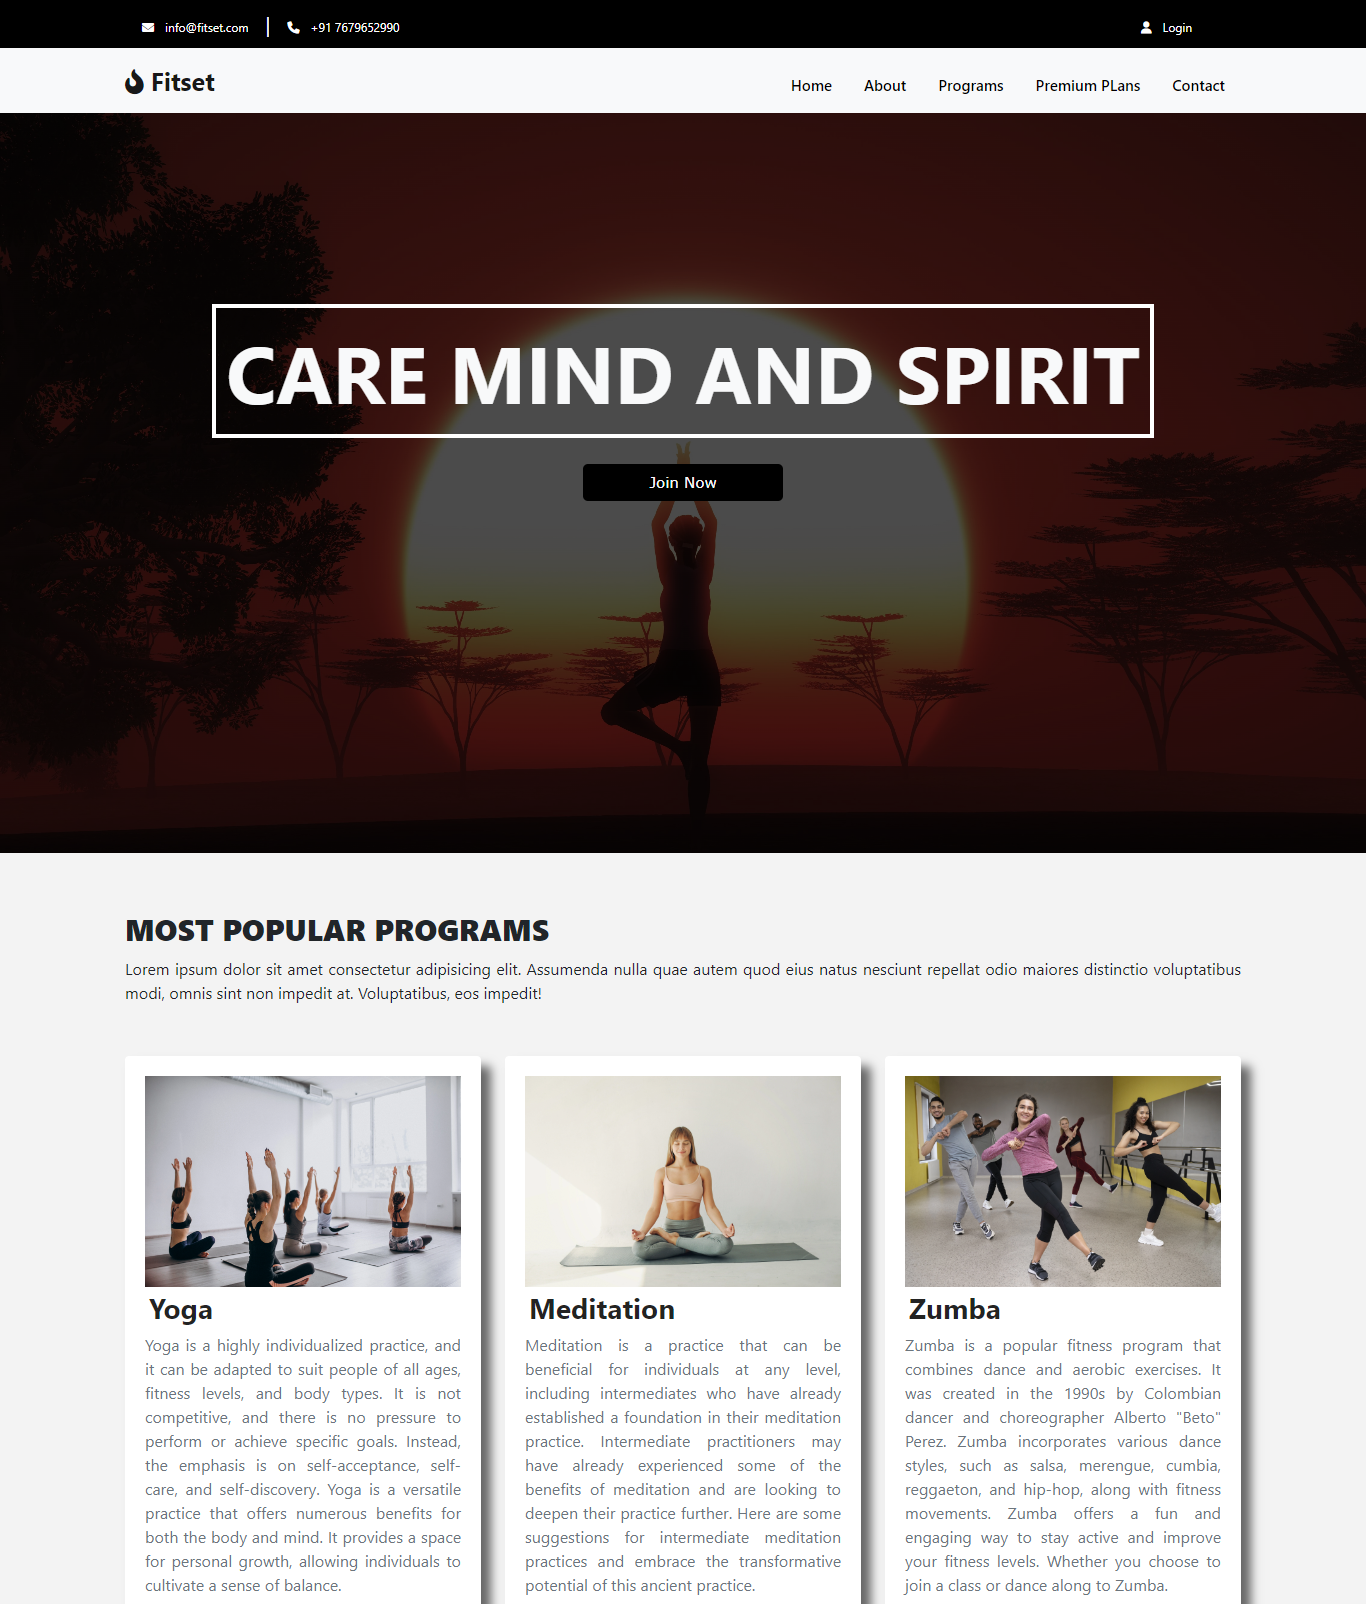 info@fitset.com | +91 7679652990 Login
Fitset Home About Programs Premium PLans Contact
CARE MIND AND SPIRIT
Join Now
MOST POPULAR PROGRAMS
Lorem ipsum dolor sit amet consectetur adipisicing elit. Assumenda nulla quae autem quod eius natus nesciunt repellat odio maiores distinctio voluptatibus
modi, omnis sint non impedit at. Voluptatibus, eos impedit!
Yoga
Yoga is a highly individualized practice, and
it can be adapted to suit people of all ages,
fitness levels, and body types. It is not
competitive, and there is no pressure to
perform or achieve specific goals. Instead,
the emphasis is on self-acceptance, self-
care, and self-discovery. Yoga is a versatile
practice that offers numerous benefits for
both the body and mind. It provides a space
for personal growth, allowing individuals to
cultivate a sense of balance.
Meditation
Meditation is a practice that can be
beneficial for individuals at any level,
including intermediates who have already
established a foundation in their meditation
practice. Intermediate practitioners may
have already experienced some of the
benefits of meditation and are looking to
deepen their practice further. Here are some
suggestions for intermediate meditation
practices and embrace the transformative
potential of this ancient practice.
Zumba
Zumba is a popular fitness program that
combines dance and aerobic exercises. It
was created in the 1990s by Colombian
dancer and choreographer Alberto "Beto"
Perez. Zumba incorporates various dance
styles, such as salsa, merengue, cumbia,
reggaeton, and hip-hop, along with fitness
movements. Zumba offers a fun and
engaging way to stay active and improve
your fitness levels. Whether you choose to
join a class or dance along to Zumba.